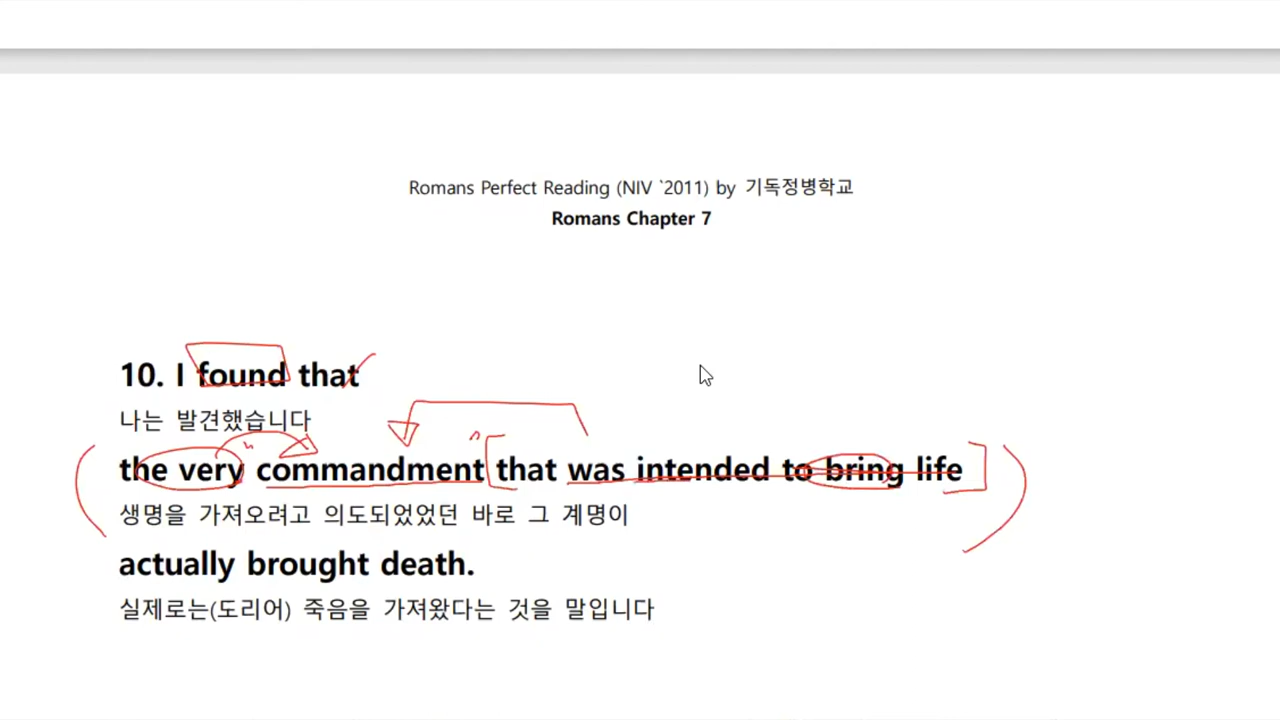 Romans Perfect Reading (NIV `2011) by 기독정병학교
Romans Chapter 7
10. I found that
나는 발견했습니다
the very commandment that was intended to bring life
생명을 가져오려고 의도되었었던 바로 그 계명이
actually brought death.
실제로는(도리어) 죽음을 가져왔다는 것을 말입니다